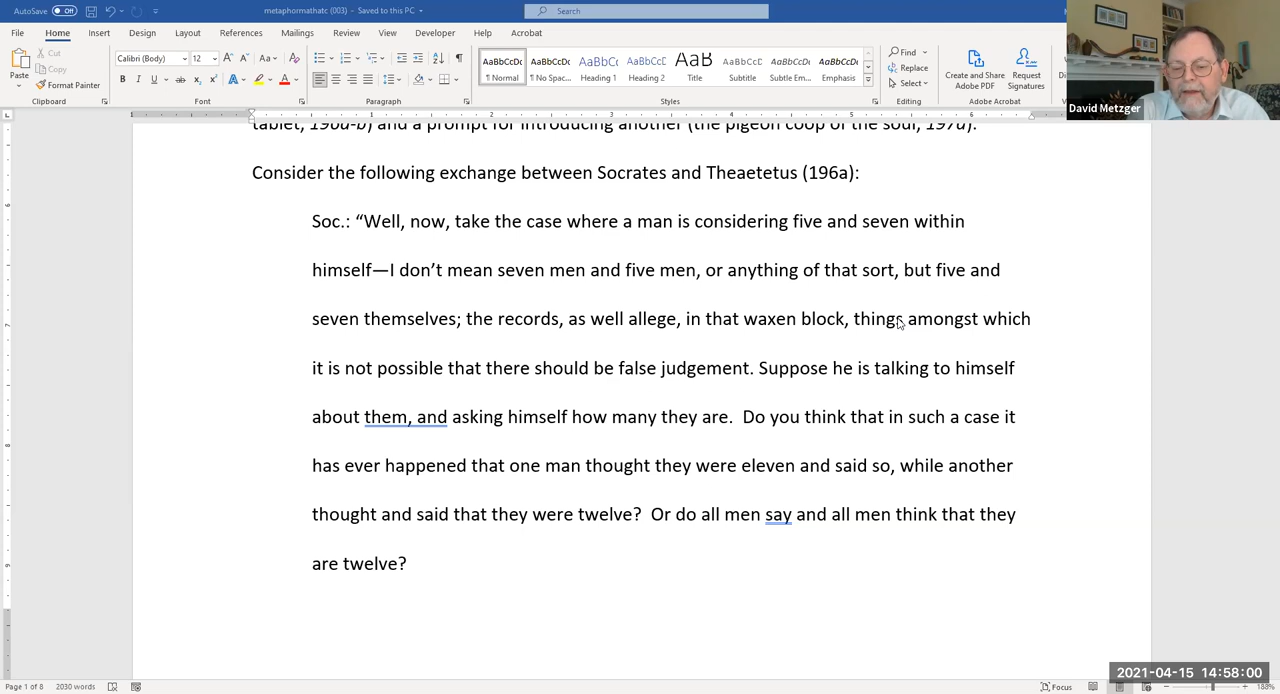 AutoSave Off metaphormathatc (003) - Saved to this PC Search
File Home Insert Design Layout References Mailings Review View Developer Help Acrobat
Paste Cut Copy Format Painter Calibri (Body) 12 Aa B I U ab x₂ x² A A
AaBbCcDc ¶ Normal AaBbCcDc ¶ No Spac... AaBbC Heading 1 AaBbCc Heading 2 AaB Title AaBbCcD Subtitle AaBbCcDc Subtle Em... AaBbCcDc Emphasis
Find Replace Select Create and Share Adobe PDF Request Signatures
Clipboard Font Paragraph Styles Editing Adobe Acrobat
David Metzger
tablet, 196a-b) and a prompt for introducing another (the pigeon coop of the soul, 197d).
Consider the following exchange between Socrates and Theaetetus (196a):
Soc.: “Well, now, take the case where a man is considering five and seven within
himself—I don’t mean seven men and five men, or anything of that sort, but five and
seven themselves; the records, as well allege, in that waxen block, things amongst which
it is not possible that there should be false judgement. Suppose he is talking to himself
about them, and asking himself how many they are. Do you think that in such a case it
has ever happened that one man thought they were eleven and said so, while another
thought and said that they were twelve? Or do all men say and all men think that they
are twelve?
2021-04-15 14:58:00
Page 1 of 8 2030 words Focus 188%